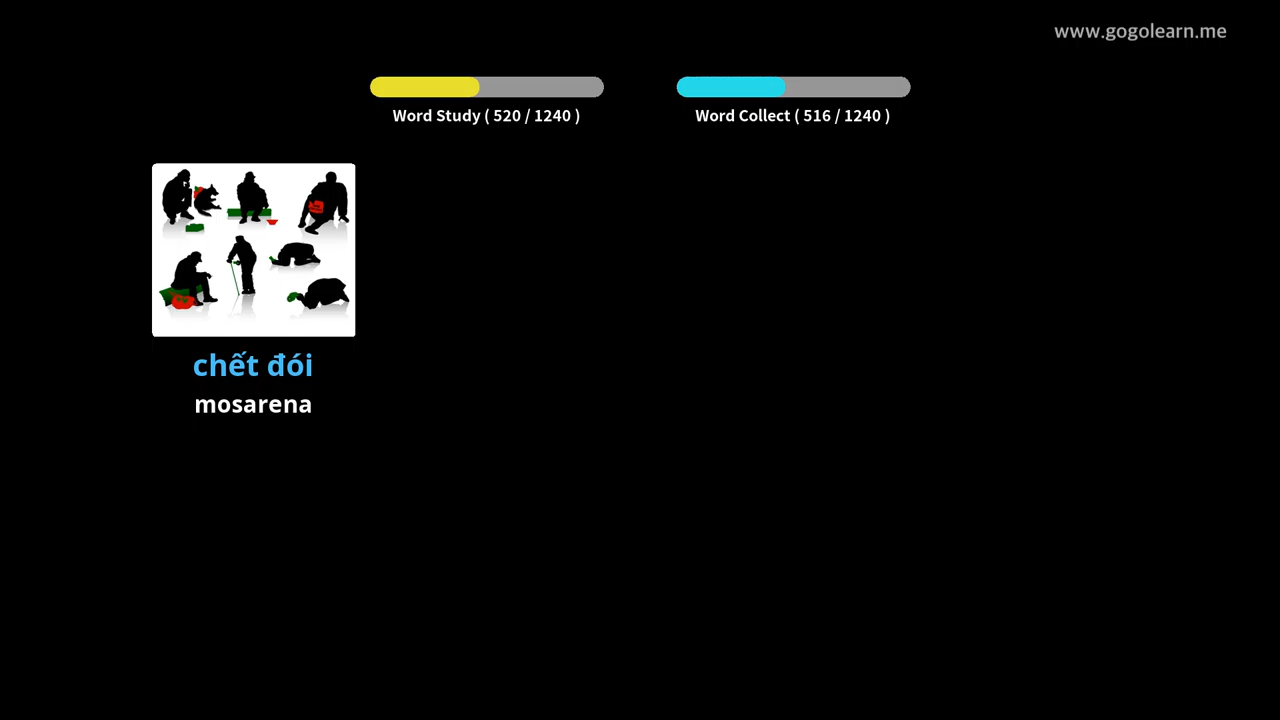 www.gogolearn.me
Word Study ( 520 / 1240 )
Word Collect ( 516 / 1240 )
chết đói
mosarena